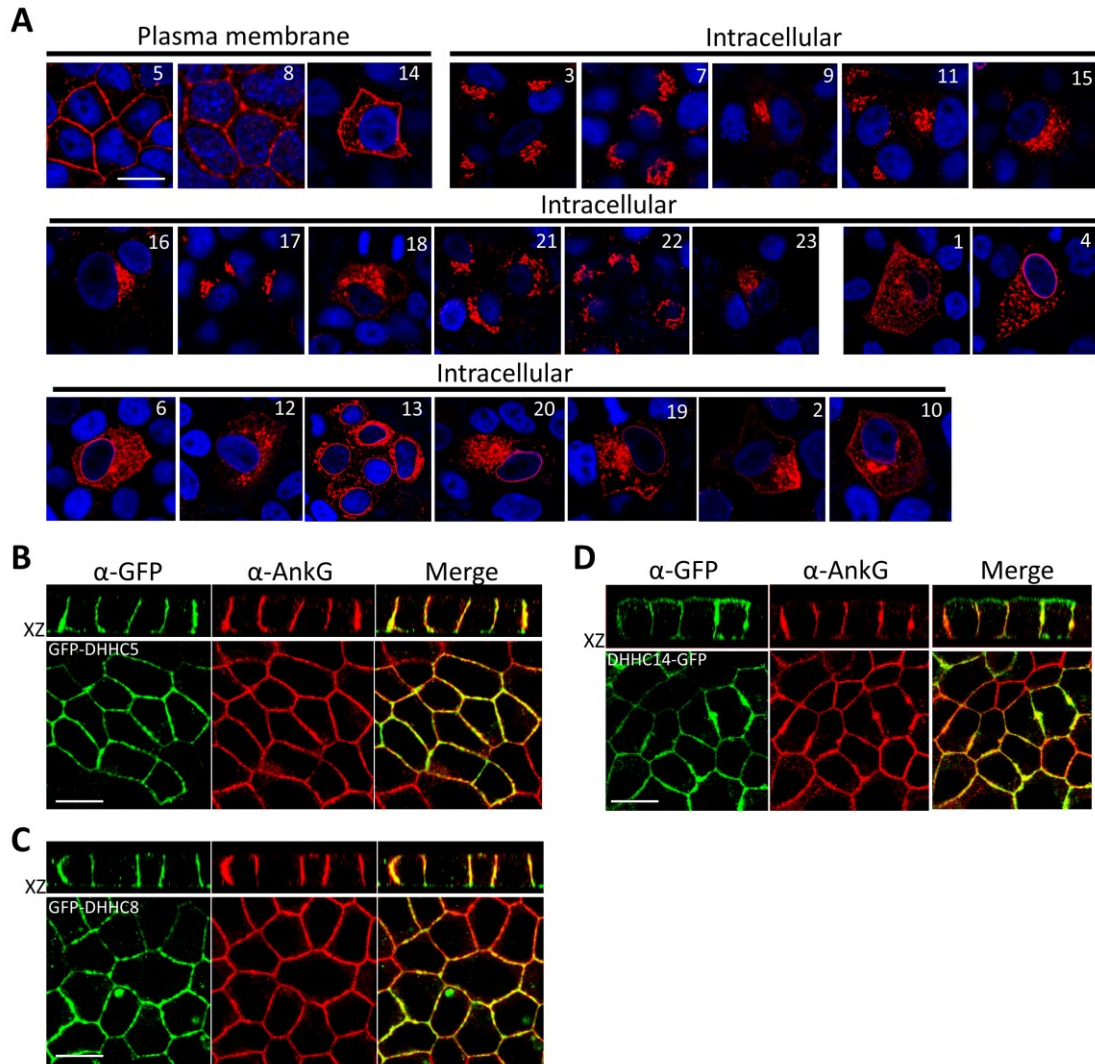 A
Plasma membrane Intracellular
5 8 14 3 7 9 11 15
Intracellular
16 17 18 21 22 23 1 4
Intracellular
6 12 13 20 19 2 10
B
α-GFP α-AnkG Merge
XZ
GFP-DHHC5
D
α-GFP α-AnkG Merge
XZ
DHHC14-GFP
C
XZ
GFP-DHHC8